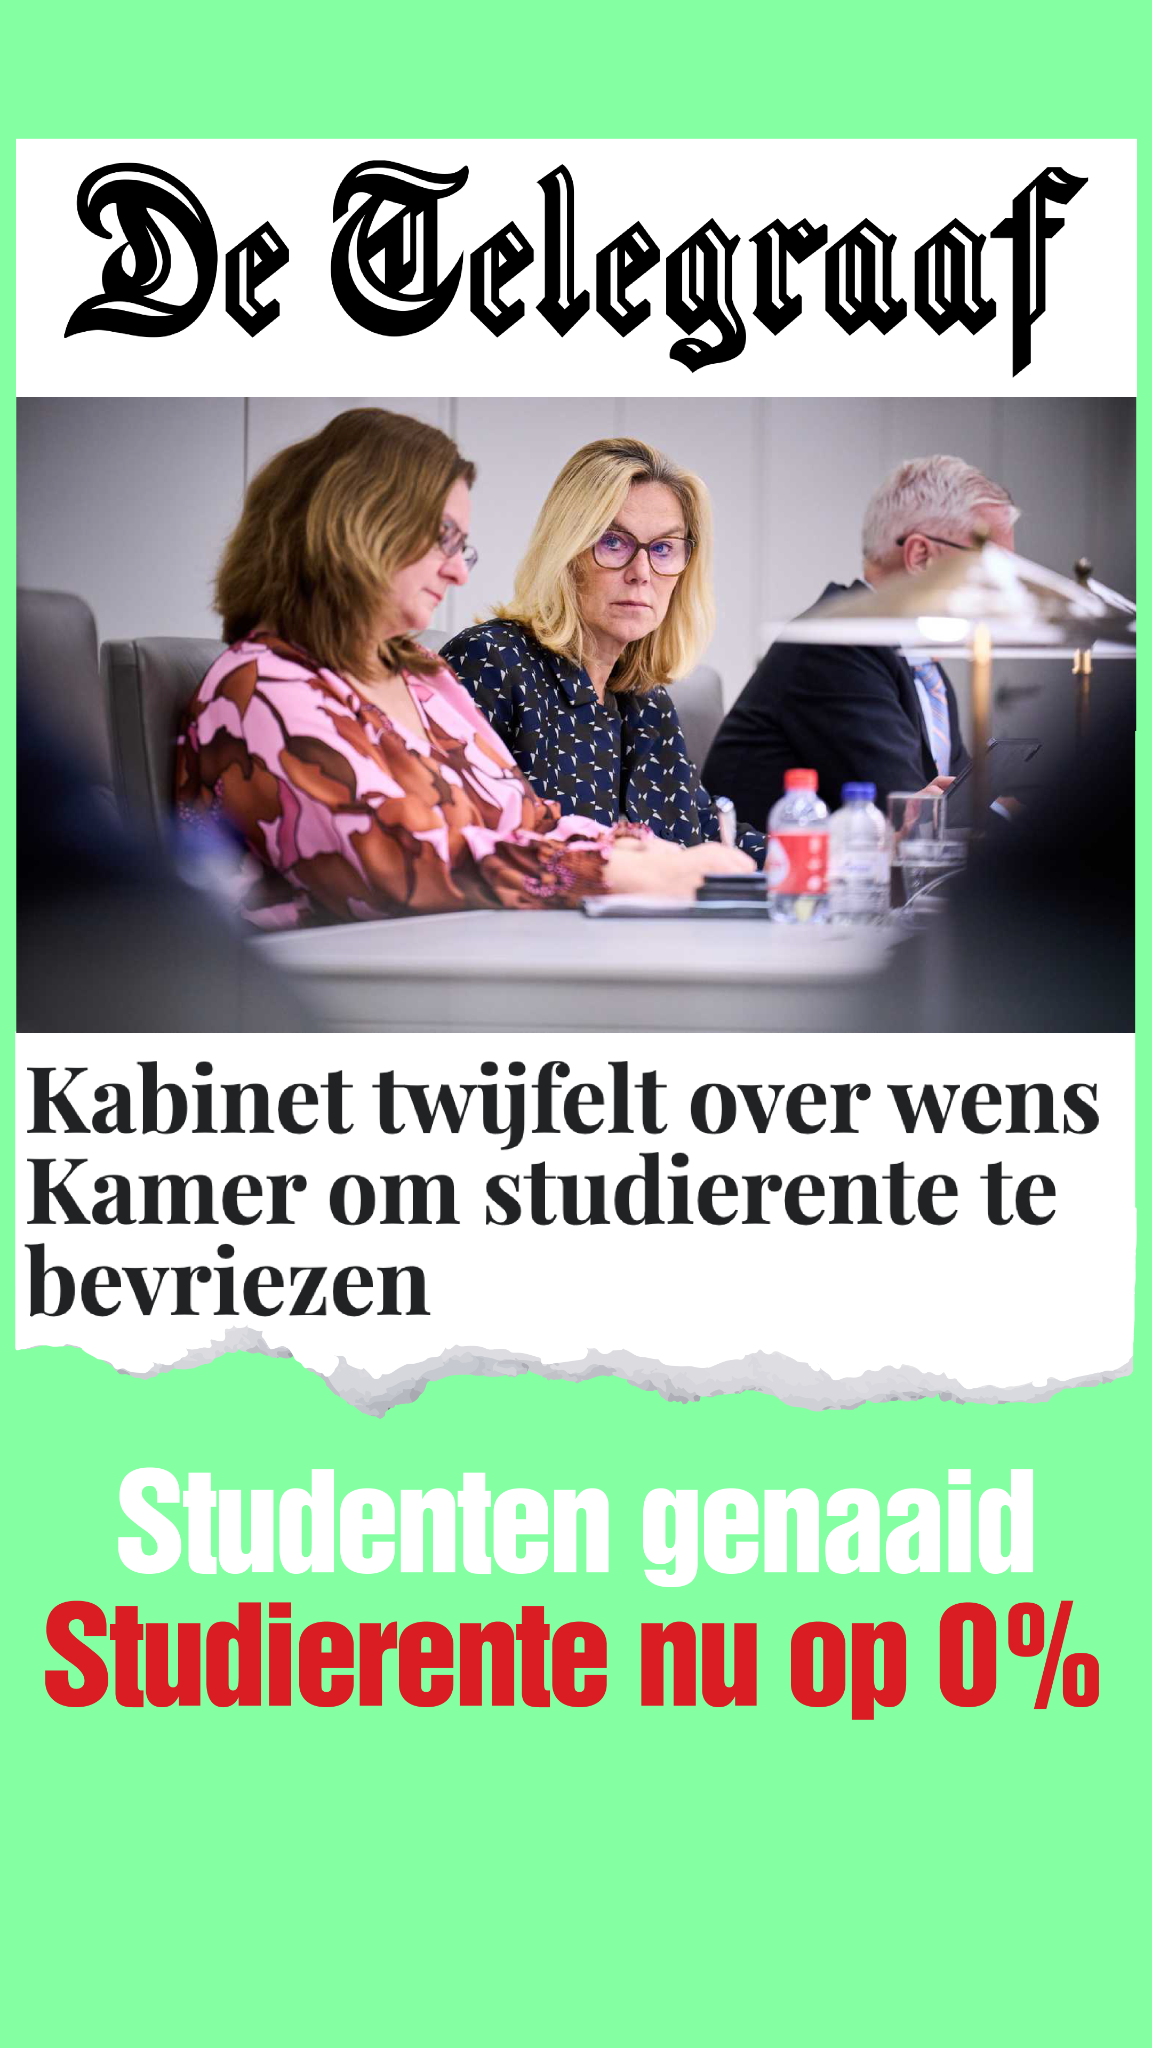 De Telegraaf
Kabinet twijfelt over wens
Kamer om studierente te
bevriezen
Studenten genaaid
Studierente nu op 0%